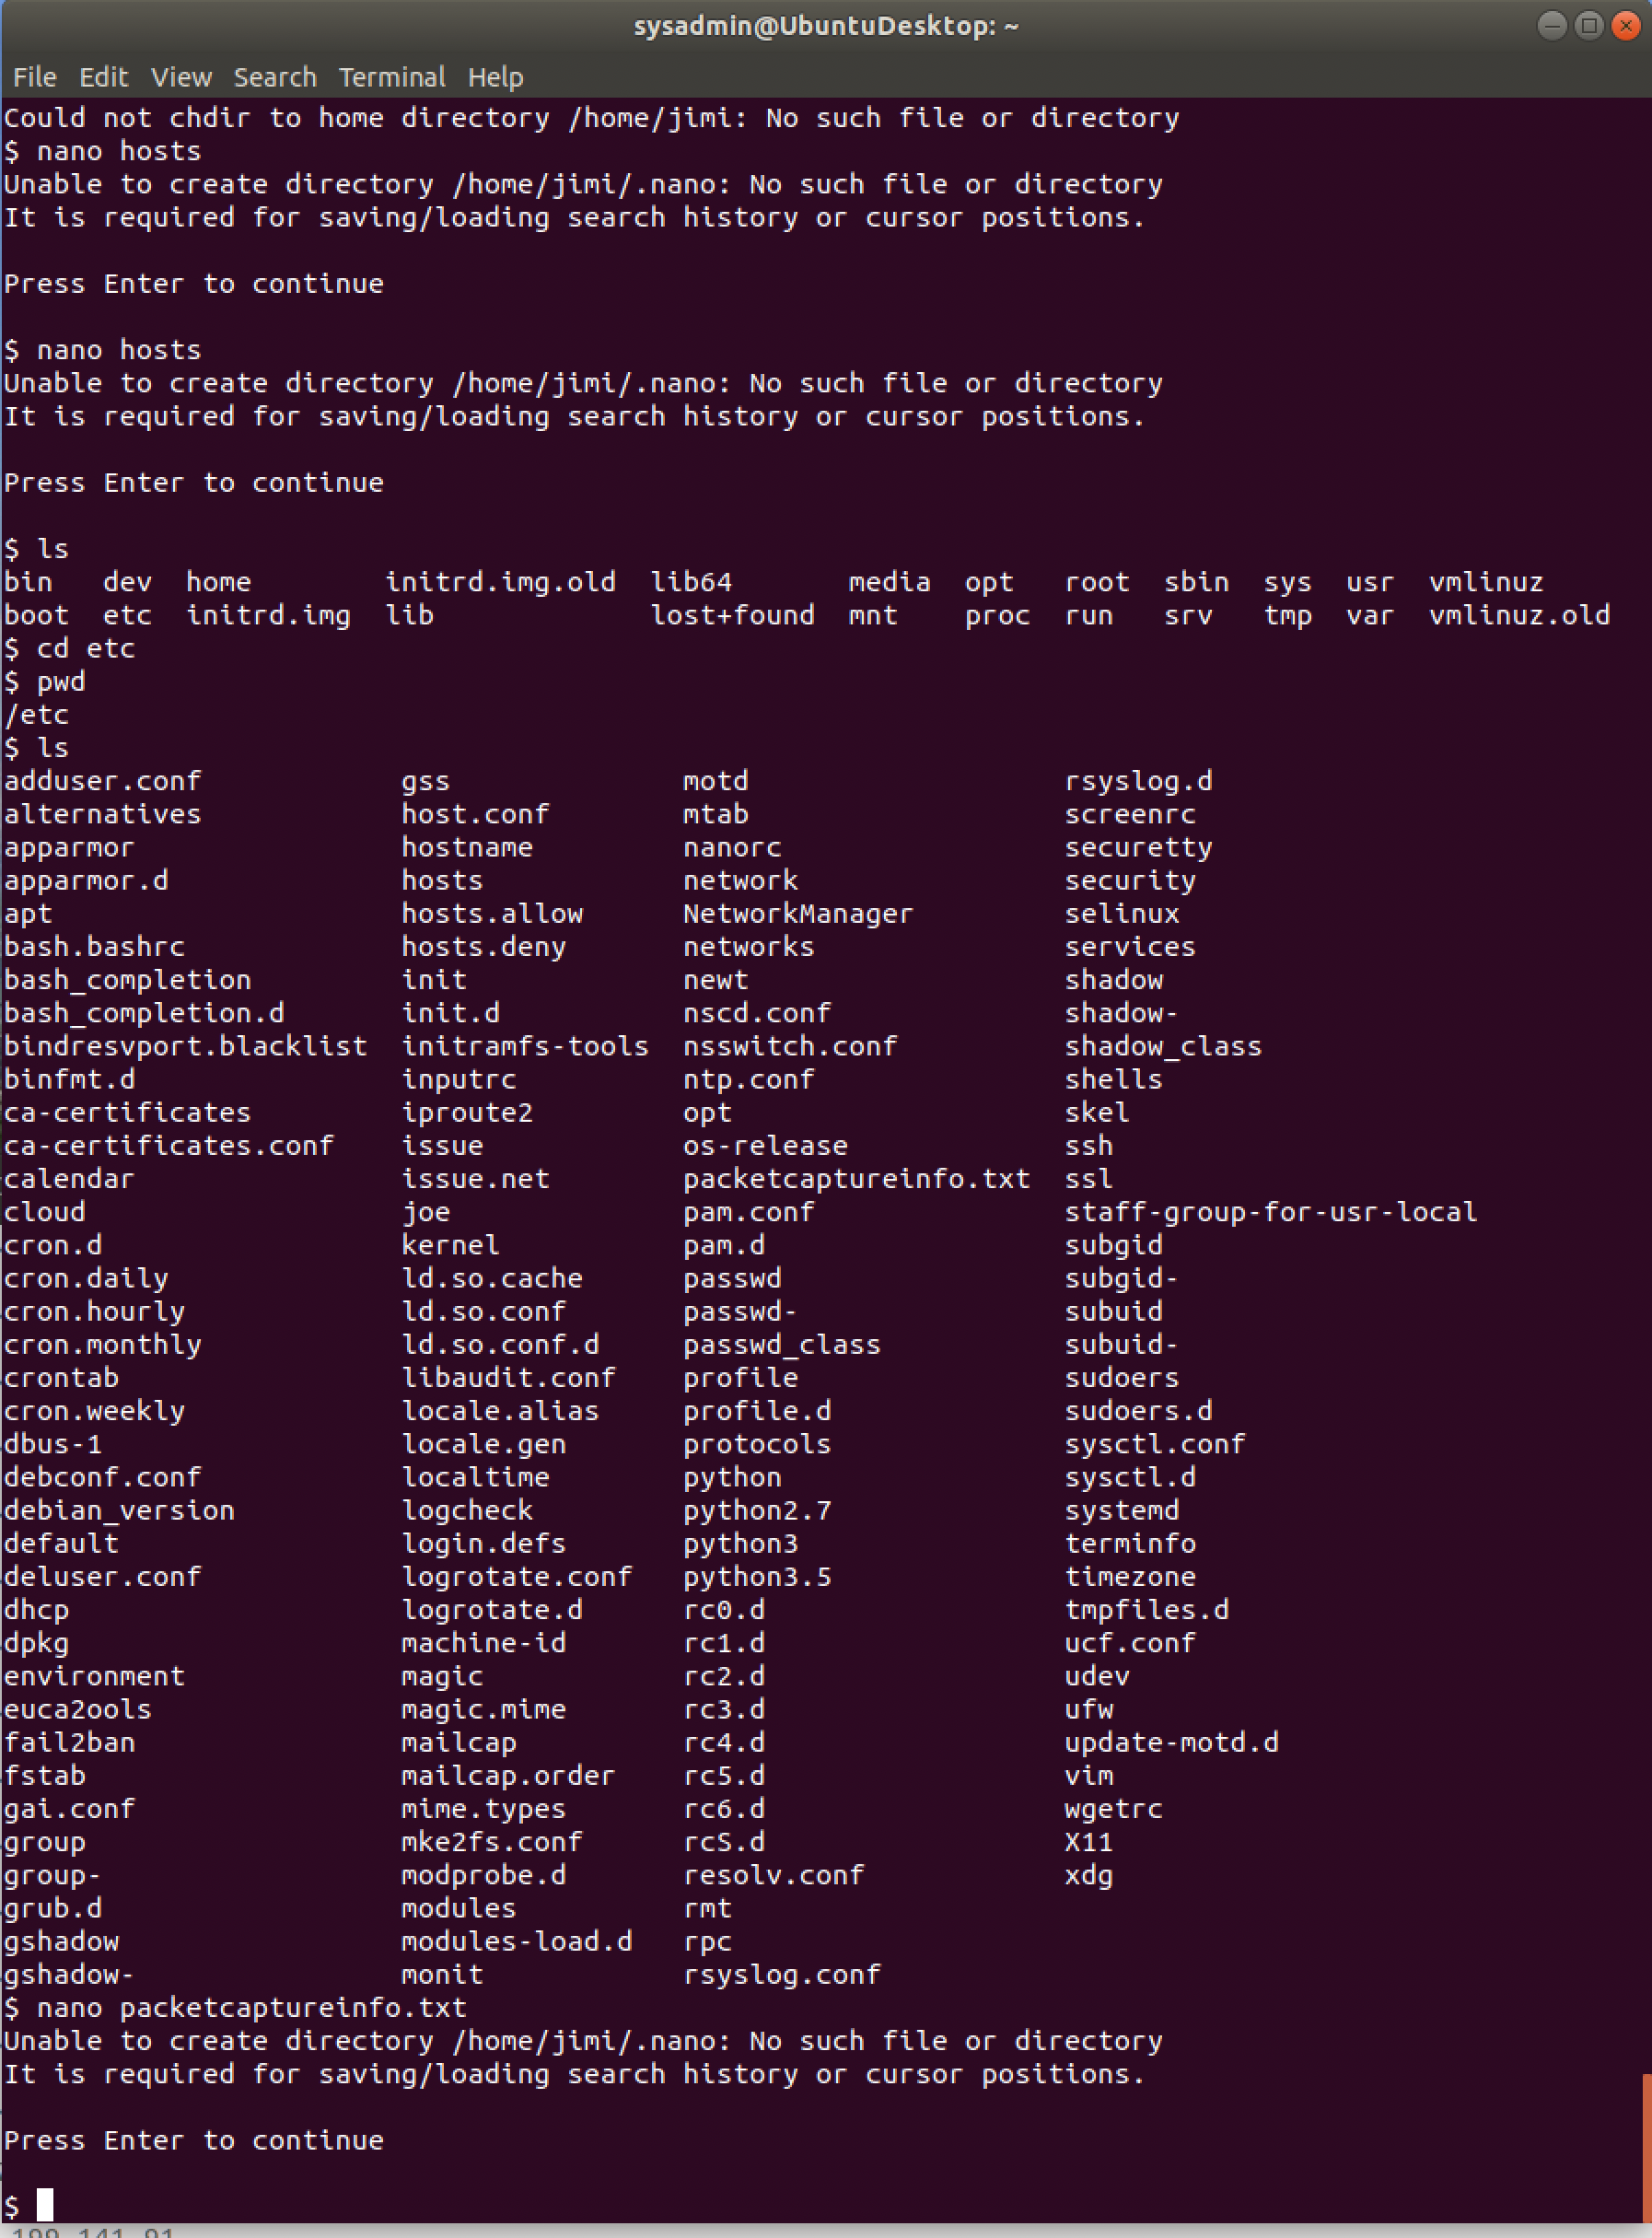 sysadmin@UbuntuDesktop: ~
File Edit View Search Terminal Help
Could not chdir to home directory /home/jimi: No such file or directory
$ nano hosts
Unable to create directory /home/jimi/.nano: No such file or directory
It is required for saving/loading search history or cursor positions.
Press Enter to continue
$ nano hosts
Unable to create directory /home/jimi/.nano: No such file or directory
It is required for saving/loading search history or cursor positions.
Press Enter to continue
$ ls
bin dev home initrd.img.old lib64 media opt root sbin sys usr vmlinuz
boot etc initrd.img lib lost+found mnt proc run srv tmp var vmlinuz.old
$ cd etc
$ pwd
/etc
$ ls
adduser.conf gss motd rsyslog.d
alternatives host.conf mtab screenrc
apparmor hostname nanorc securetty
apparmor.d hosts network security
apt hosts.allow NetworkManager selinux
bash.bashrc hosts.deny networks services
bash_completion init newt shadow
bash_completion.d init.d nscd.conf shadow-
bindresvport.blacklist initramfs-tools nsswitch.conf shadow_class
binfmt.d inputrc ntp.conf shells
ca-certificates iproute2 opt skel
ca-certificates.conf issue os-release ssh
calendar issue.net packetcaptureinfo.txt ssl
cloud joe pam.conf staff-group-for-usr-local
cron.d kernel pam.d subgid
cron.daily ld.so.cache passwd subgid-
cron.hourly ld.so.conf passwd- subuid
cron.monthly ld.so.conf.d passwd_class subuid-
crontab libaudit.conf profile sudoers
cron.weekly locale.alias profile.d sudoers.d
dbus-1 locale.gen protocols sysctl.conf
debconf.conf localtime python sysctl.d
debian_version logcheck python2.7 systemd
default login.defs python3 terminfo
deluser.conf logrotate.conf python3.5 timezone
dhcp logrotate.d rc0.d tmpfiles.d
dpkg machine-id rc1.d ucf.conf
environment magic rc2.d udev
euca2ools magic.mime rc3.d ufw
fail2ban mailcap rc4.d update-motd.d
fstab mailcap.order rc5.d vim
gai.conf mime.types rc6.d wgetrc
group mke2fs.conf rcS.d X11
group- modprobe.d resolv.conf xdg
grub.d modules rmt
gshadow modules-load.d rpc
gshadow- monit rsyslog.conf
$ nano packetcaptureinfo.txt
Unable to create directory /home/jimi/.nano: No such file or directory
It is required for saving/loading search history or cursor positions.
Press Enter to continue
$